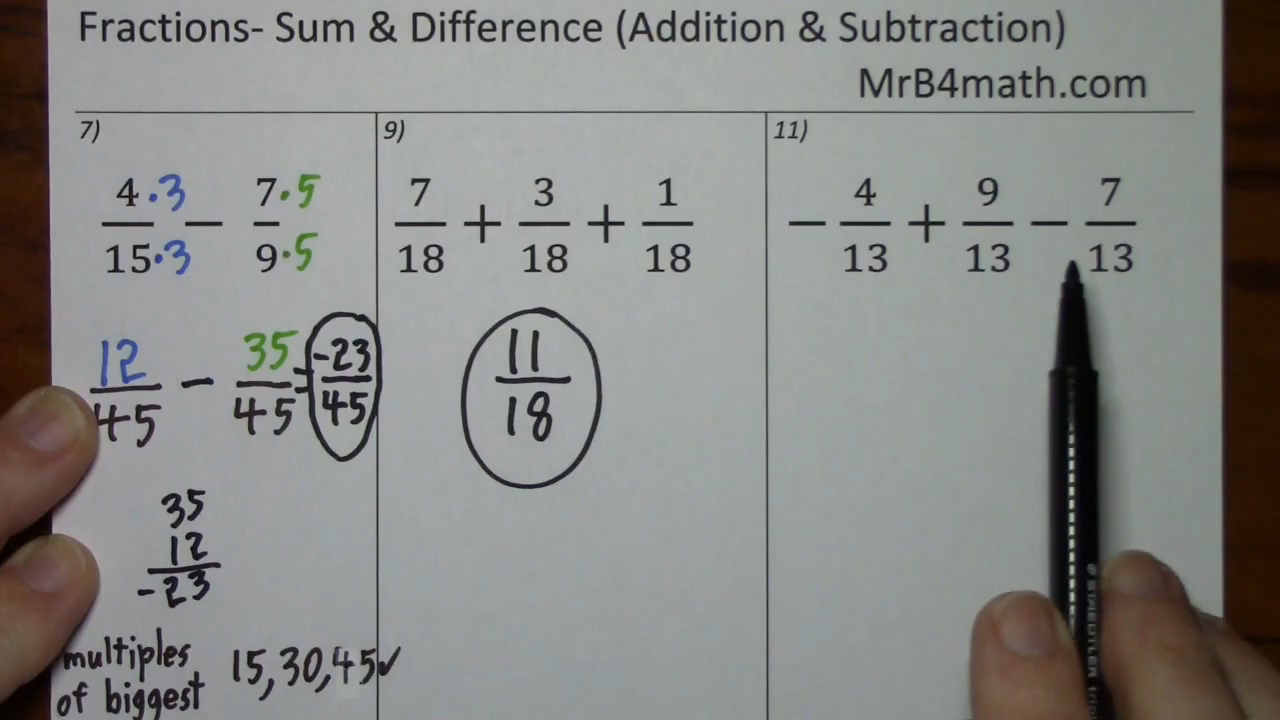 Fractions- Sum & Difference (Addition & Subtraction)
MrB4math.com
7)
4·3 / 15·3 − 7·5 / 9·5
12/45 − 35/45 = -23/45
35
12
-23
multiples
of biggest
15,30,45✓
9)
7/18 + 3/18 + 1/18
11/18
11)
− 4/13 + 9/13 − 7/13
STAEDTLER